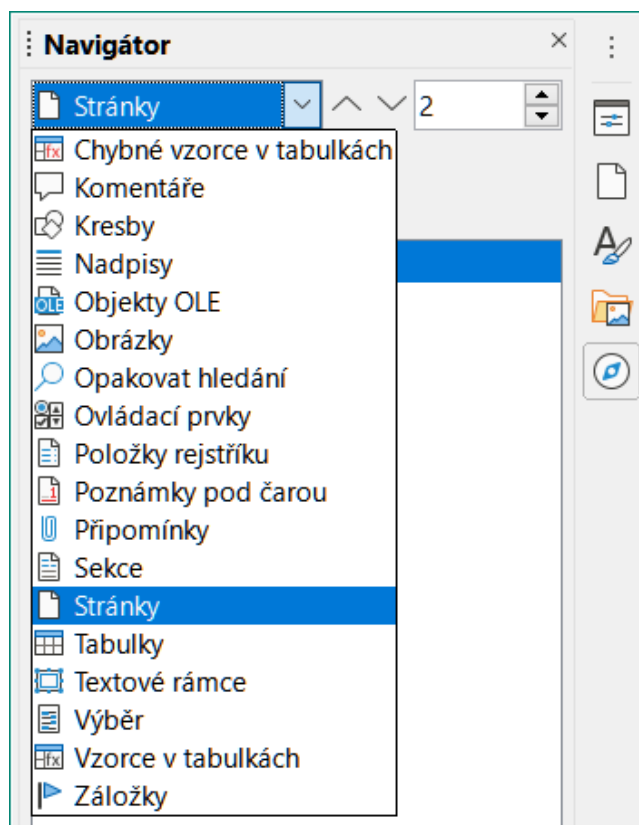 Navigátor
Stránky 2
Chybné vzorce v tabulkách
Komentáře
Kresby
Nadpisy
Objekty OLE
Obrázky
Opakovat hledání
Ovládací prvky
Položky rejstříku
Poznámky pod čarou
Připomínky
Sekce
Stránky
Tabulky
Textové rámce
Výběr
Vzorce v tabulkách
Záložky